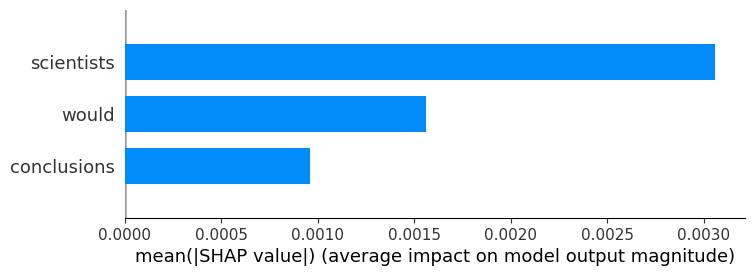 scientists
would
conclusions
0.0000 0.0005 0.0010 0.0015 0.0020 0.0025 0.0030
mean(|SHAP value|) (average impact on model output magnitude)